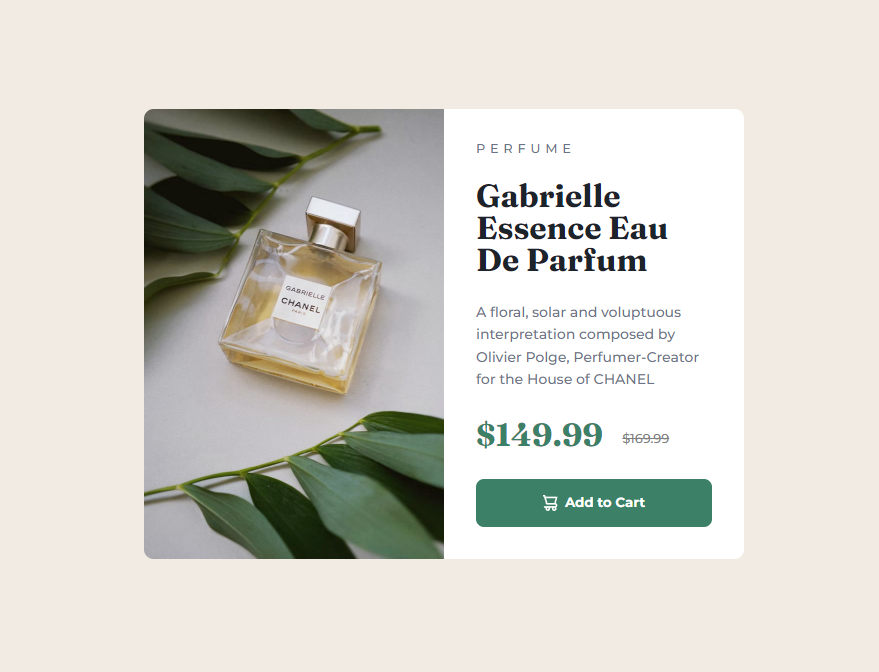 GABRIELLE
CHANEL
PARIS
PERFUME
Gabrielle
Essence Eau
De Parfum
A floral, solar and voluptuous
interpretation composed by
Olivier Polge, Perfumer-Creator
for the House of CHANEL
$149.99 $169.99
Add to Cart